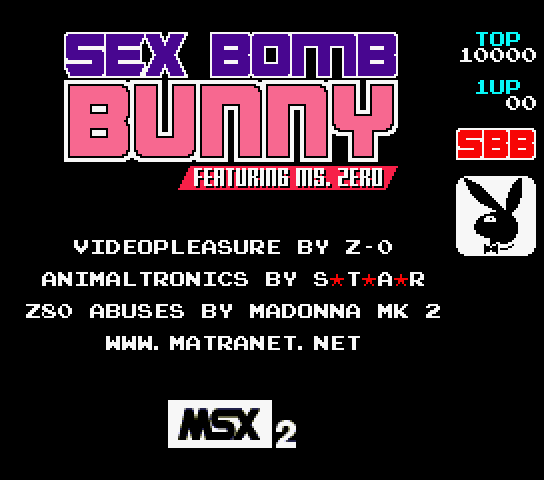 SEX BOMB
BUNNY
FEATURING MS. ZERO
TOP
10000
1UP
00
SBB
VIDEOPLEASURE BY Z-O
ANIMALTRONICS BY S★T★A★R
Z80 ABUSES BY MADONNA MK 2
WWW.MATRANET.NET
MSX 2